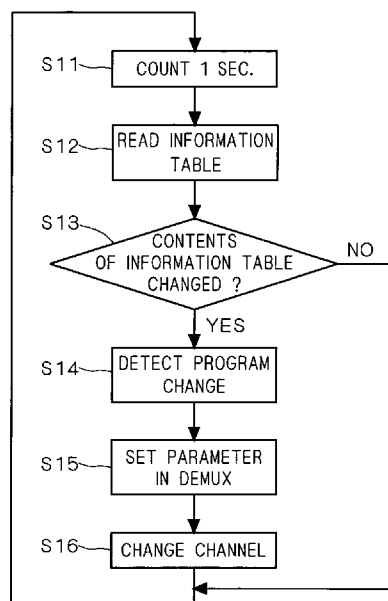 S11
COUNT 1 SEC.
S12
READ INFORMATION
TABLE
S13
CONTENTS
OF INFORMATION TABLE
CHANGED ?
NO
YES
S14
DETECT PROGRAM
CHANGE
S15
SET PARAMETER
IN DEMUX
S16
CHANGE CHANNEL